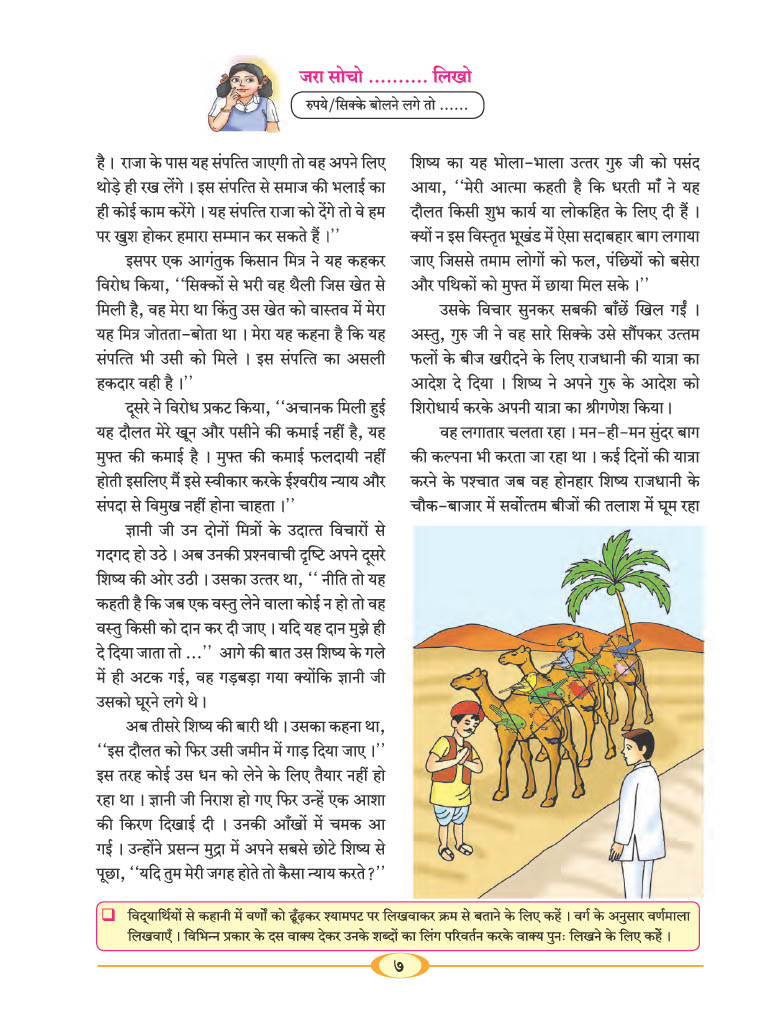 जरा सोचो .......... लिखो
रुपये/सिक्के बोलने लगे तो ......
है । राजा के पास यह संपत्ति जाएगी तो वह अपने लिए
थोड़े ही रख लेंगे । इस संपत्ति से समाज की भलाई का
ही कोई काम करेंगे । यह संपत्ति राजा को देंगे तो वे हम
पर खुश होकर हमारा सम्मान कर सकते हैं ।’’
इसपर एक आगंतुक किसान मित्र ने यह कहकर
विरोध किया, ‘‘सिक्कों से भरी वह थैली जिस खेत से
मिली है, वह मेरा था किंतु उस खेत को वास्तव में मेरा
यह मित्र जोतता-बोता था । मेरा यह कहना है कि यह
संपत्ति भी उसी को मिले । इस संपत्ति का असली
हकदार वही है ।’’
दूसरे ने विरोध प्रकट किया, ‘‘अचानक मिली हुई
यह दौलत मेरे खून और पसीने की कमाई नहीं है, यह
मुफ्त की कमाई है । मुफ्त की कमाई फलदायी नहीं
होती इसलिए मैं इसे स्वीकार करके ईश्वरीय न्याय और
संपदा से विमुख नहीं होना चाहता ।’’
ज्ञानी जी उन दोनों मित्रों के उदात्त विचारों से
गदगद हो उठे । अब उनकी प्रश्नवाची दृष्टि अपने दूसरे
शिष्य की ओर उठी । उसका उत्तर था, ‘‘ नीति तो यह
कहती है कि जब एक वस्तु लेने वाला कोई न हो तो वह
वस्तु किसी को दान कर दी जाए । यदि यह दान मुझे ही
दे दिया जाता तो ...’’ आगे की बात उस शिष्य के गले
में ही अटक गई, वह गड़बड़ा गया क्योंकि ज्ञानी जी
उसको घूरने लगे थे ।
अब तीसरे शिष्य की बारी थी । उसका कहना था,
‘‘इस दौलत को फिर उसी जमीन में गाड़ दिया जाए ।’’
इस तरह कोई उस धन को लेने के लिए तैयार नहीं हो
रहा था । ज्ञानी जी निराश हो गए फिर उन्हें एक आशा
की किरण दिखाई दी । उनकी आँखों में चमक आ
गई । उन्होंने प्रसन्न मुद्रा में अपने सबसे छोटे शिष्य से
पूछा, ‘‘यदि तुम मेरी जगह होते तो कैसा न्याय करते ?’’
शिष्य का यह भोला-भाला उत्तर गुरु जी को पसंद
आया, ‘‘मेरी आत्मा कहती है कि धरती माँ ने यह
दौलत किसी शुभ कार्य या लोकहित के लिए दी हैं ।
क्यों न इस विस्तृत भूखंड में ऐसा सदाबहार बाग लगाया
जाए जिससे तमाम लोगों को फल, पंछियों को बसेरा
और पथिकों को मुफ्त में छाया मिल सके ।’’
उसके विचार सुनकर सबकी बाँछें खिल गईं ।
अस्तु, गुरु जी ने वह सारे सिक्के उसे सौंपकर उत्तम
फलों के बीज खरीदने के लिए राजधानी की यात्रा का
आदेश दे दिया । शिष्य ने अपने गुरु के आदेश को
शिरोधार्य करके अपनी यात्रा का श्रीगणेश किया ।
वह लगातार चलता रहा । मन-ही-मन सुंदर बाग
की कल्पना भी करता जा रहा था । कई दिनों की यात्रा
करने के पश्चात जब वह होनहार शिष्य राजधानी के
चौक-बाजार में सर्वोत्तम बीजों की तलाश में घूम रहा
❑ विद्यार्थियों से कहानी में वर्णों को ढूँढ़कर श्यामपट पर लिखवाकर क्रम से बताने के लिए कहें । वर्ग के अनुसार वर्णमाला
लिखवाएँ । विभिन्न प्रकार के दस वाक्य देकर उनके शब्दों का लिंग परिवर्तन करके वाक्य पुनः लिखने के लिए कहें ।
७